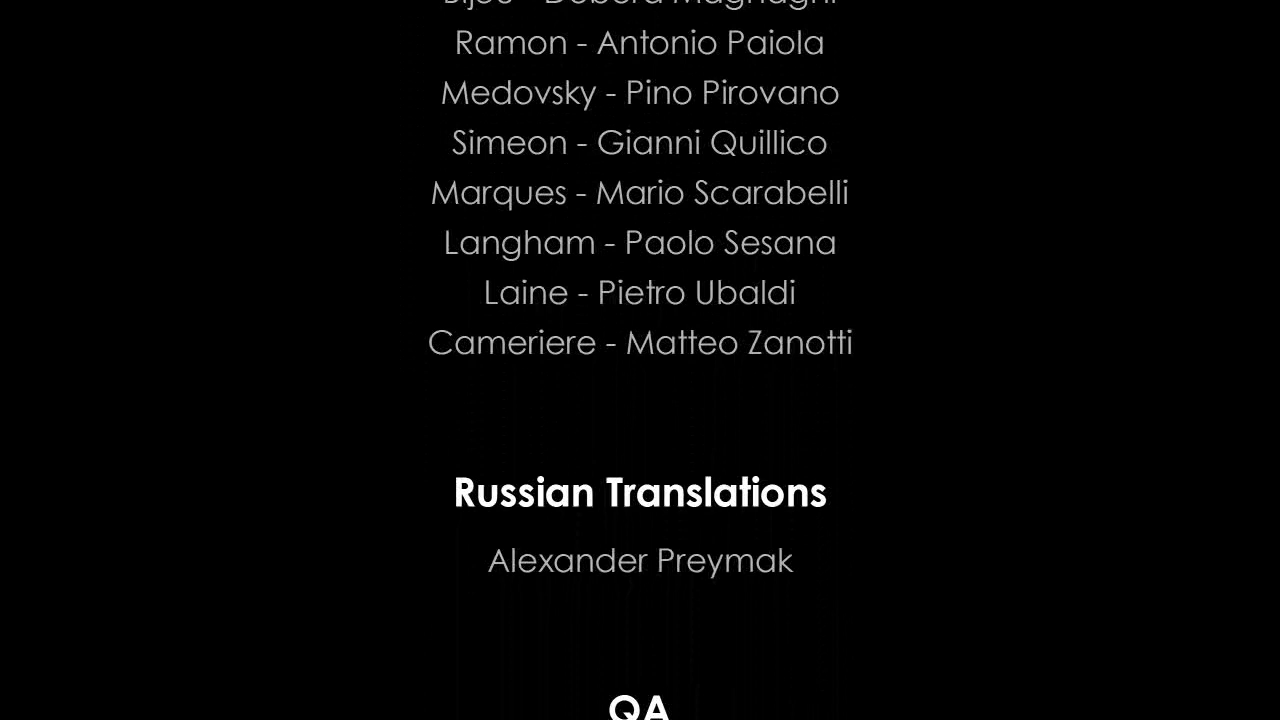 Ramon - Antonio Paiola
Medovsky - Pino Pirovano
Simeon - Gianni Quillico
Marques - Mario Scarabelli
Langham - Paolo Sesana
Laine - Pietro Ubaldi
Cameriere - Matteo Zanotti
Russian Translations
Alexander Preymak
QA